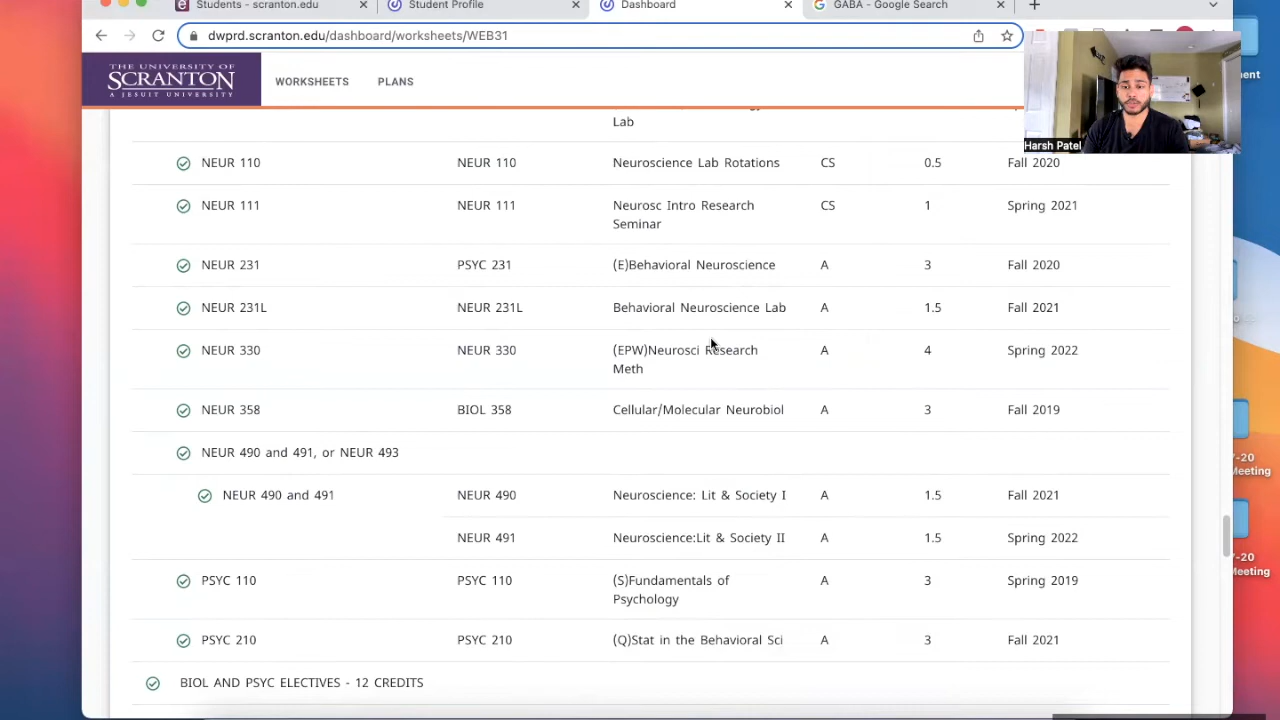 Students - scranton.edu
Student Profile
Dashboard
GABA - Google Search
dwprd.scranton.edu/dashboard/worksheets/WEB31
THE UNIVERSITY OF
SCRANTON
A JESUIT UNIVERSITY
WORKSHEETS PLANS
Harsh Patel
Lab
NEUR 110 NEUR 110 Neuroscience Lab Rotations CS 0.5 Fall 2020
NEUR 111 NEUR 111 Neurosc Intro Research CS 1 Spring 2021
Seminar
NEUR 231 PSYC 231 (E)Behavioral Neuroscience A 3 Fall 2020
NEUR 231L NEUR 231L Behavioral Neuroscience Lab A 1.5 Fall 2021
NEUR 330 NEUR 330 (EPW)Neurosci Research A 4 Spring 2022
Meth
NEUR 358 BIOL 358 Cellular/Molecular Neurobiol A 3 Fall 2019
NEUR 490 and 491, or NEUR 493
NEUR 490 and 491 NEUR 490 Neuroscience: Lit & Society I A 1.5 Fall 2021
NEUR 491 Neuroscience:Lit & Society II A 1.5 Spring 2022
PSYC 110 PSYC 110 (S)Fundamentals of A 3 Spring 2019
Psychology
PSYC 210 PSYC 210 (Q)Stat in the Behavioral Sci A 3 Fall 2021
BIOL AND PSYC ELECTIVES - 12 CREDITS
7-20
Meeting
7-20
Meeting